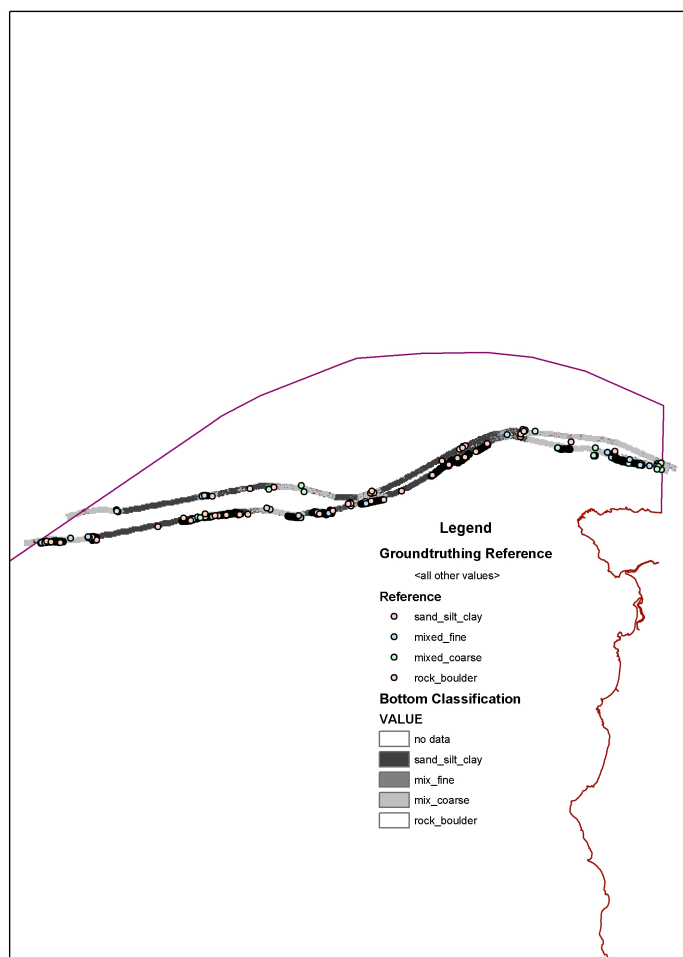 Legend
Groundtruthing Reference
<all other values>
Reference
sand_silt_clay
mixed_fine
mixed_coarse
rock_boulder
Bottom Classification
VALUE
no data
sand_silt_clay
mix_fine
mix_coarse
rock_boulder